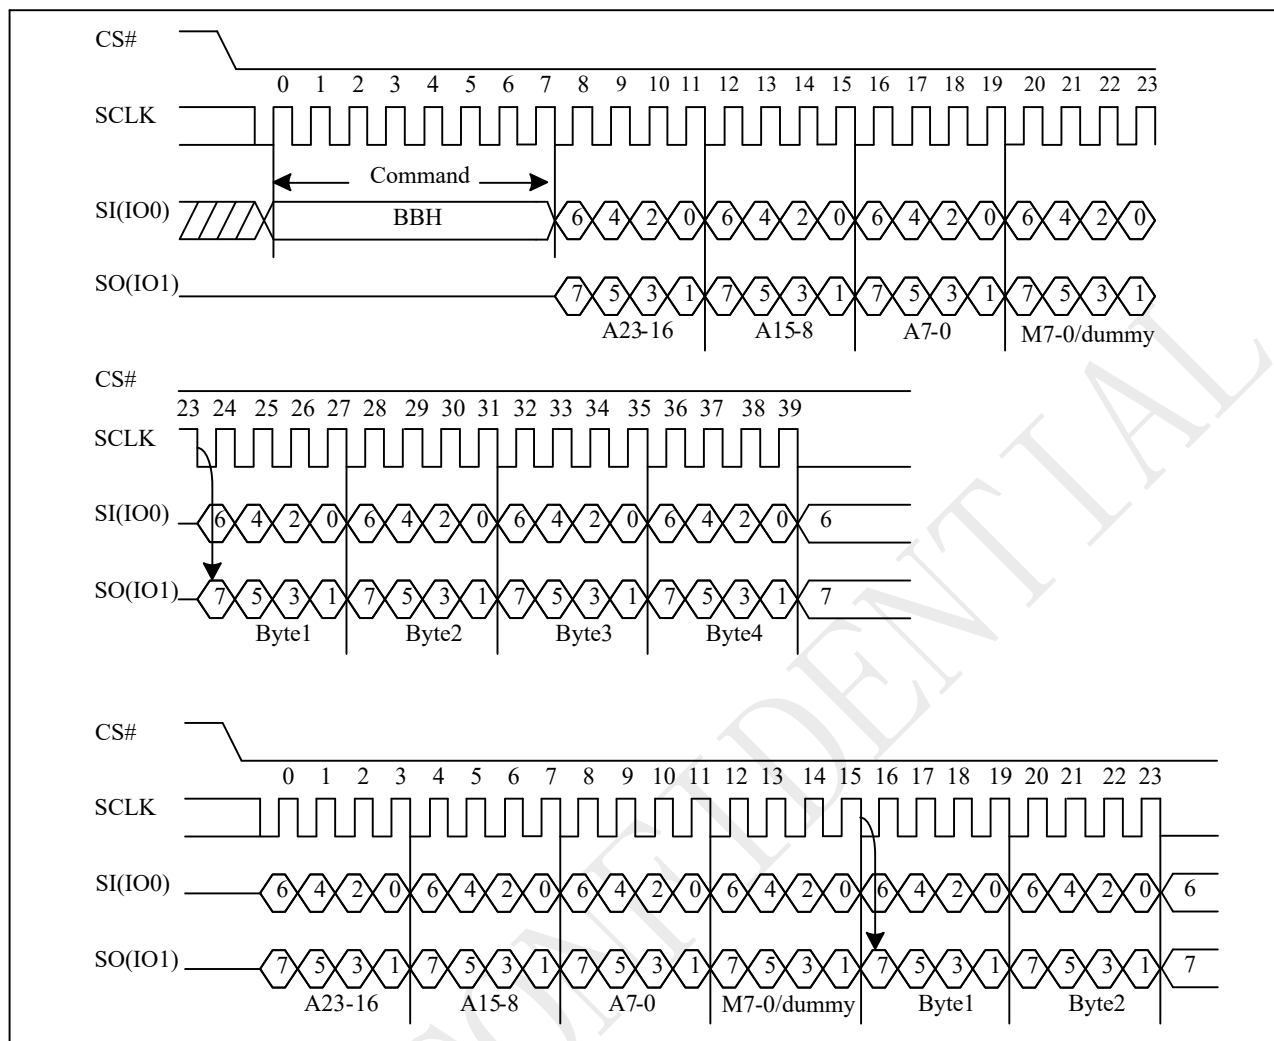 CS#
0 1 2 3 4 5 6 7 8 9 10 11 12 13 14 15 16 17 18 19 20 21 22 23
SCLK
Command
SI(IO0) BBH 6 4 2 0 6 4 2 0 6 4 2 0 6 4 2 0
SO(IO1) 7 5 3 1 7 5 3 1 7 5 3 1 7 5 3 1
A23-16 A15-8 A7-0 M7-0/dummy
CS#
23 24 25 26 27 28 29 30 31 32 33 34 35 36 37 38 39
SCLK
SI(IO0) 6 4 2 0 6 4 2 0 6 4 2 0 6 4 2 0 6
SO(IO1) 7 5 3 1 7 5 3 1 7 5 3 1 7 5 3 1 7
Byte1 Byte2 Byte3 Byte4
CS#
0 1 2 3 4 5 6 7 8 9 10 11 12 13 14 15 16 17 18 19 20 21 22 23
SCLK
SI(IO0) 6 4 2 0 6 4 2 0 6 4 2 0 6 4 2 0 6 4 2 0 6 4 2 0 6
SO(IO1) 7 5 3 1 7 5 3 1 7 5 3 1 7 5 3 1 7 5 3 1 7 5 3 1 7
A23-16 A15-8 A7-0 M7-0/dummy Byte1 Byte2
CONFIDENTIAL